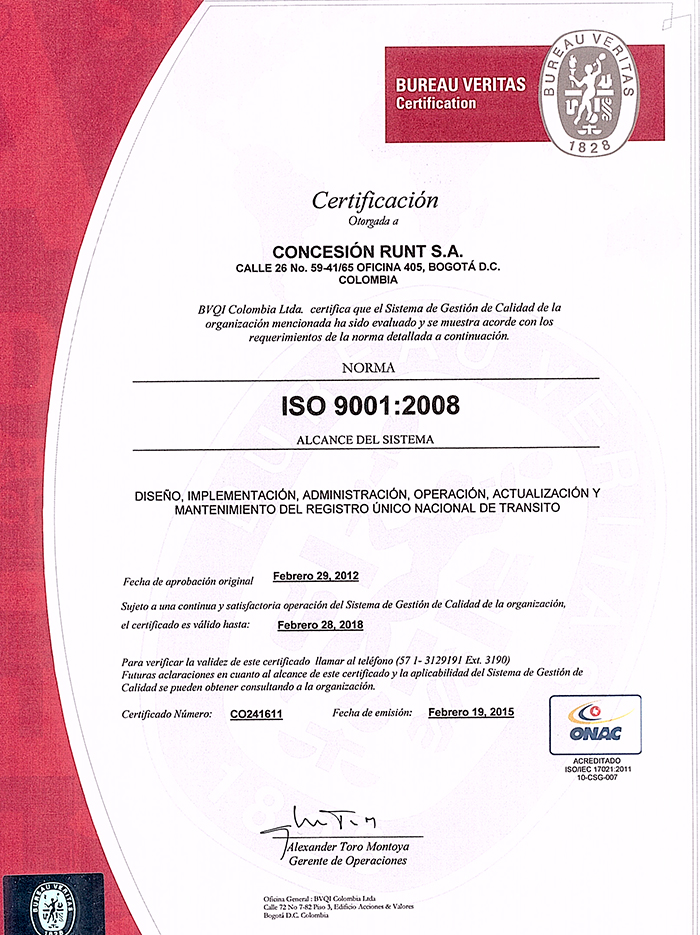 BUREAU VERITAS
Certification
BUREAU VERITAS
1828
Certificación
Otorgada a
CONCESIÓN RUNT S.A.
CALLE 26 No. 59-41/65 OFICINA 405, BOGOTÁ D.C.
COLOMBIA
BVQI Colombia Ltda. certifica que el Sistema de Gestión de Calidad de la
organización mencionada ha sido evaluado y se muestra acorde con los
requerimientos de la norma detallada a continuación.
NORMA
ISO 9001:2008
ALCANCE DEL SISTEMA
DISEÑO, IMPLEMENTACIÓN, ADMINISTRACIÓN, OPERACIÓN, ACTUALIZACIÓN Y
MANTENIMIENTO DEL REGISTRO ÚNICO NACIONAL DE TRANSITO
Fecha de aprobación original Febrero 29, 2012
Sujeto a una continua y satisfactoria operación del Sistema de Gestión de Calidad de la organización,
el certificado es válido hasta: Febrero 28, 2018
Para verificar la validez de este certificado llamar al teléfono (57 1- 3129191 Ext. 3190)
Futuras aclaraciones en cuanto al alcance de este certificado y la aplicabilidad del Sistema de Gestión de
Calidad se pueden obtener consultando a la organización.
Certificado Número: CO241611 Fecha de emisión: Febrero 19, 2015
ONAC
ACREDITADO
ISO/IEC 17021:2011
10-CSG-007
Alexander Toro Montoya
Gerente de Operaciones
Oficina General : BVQI Colombia Ltda
Calle 72 No 7-82 Piso 3, Edificio Acciones & Valores
Bogotá D.C. Colombia
BUREAU VERITAS
1828